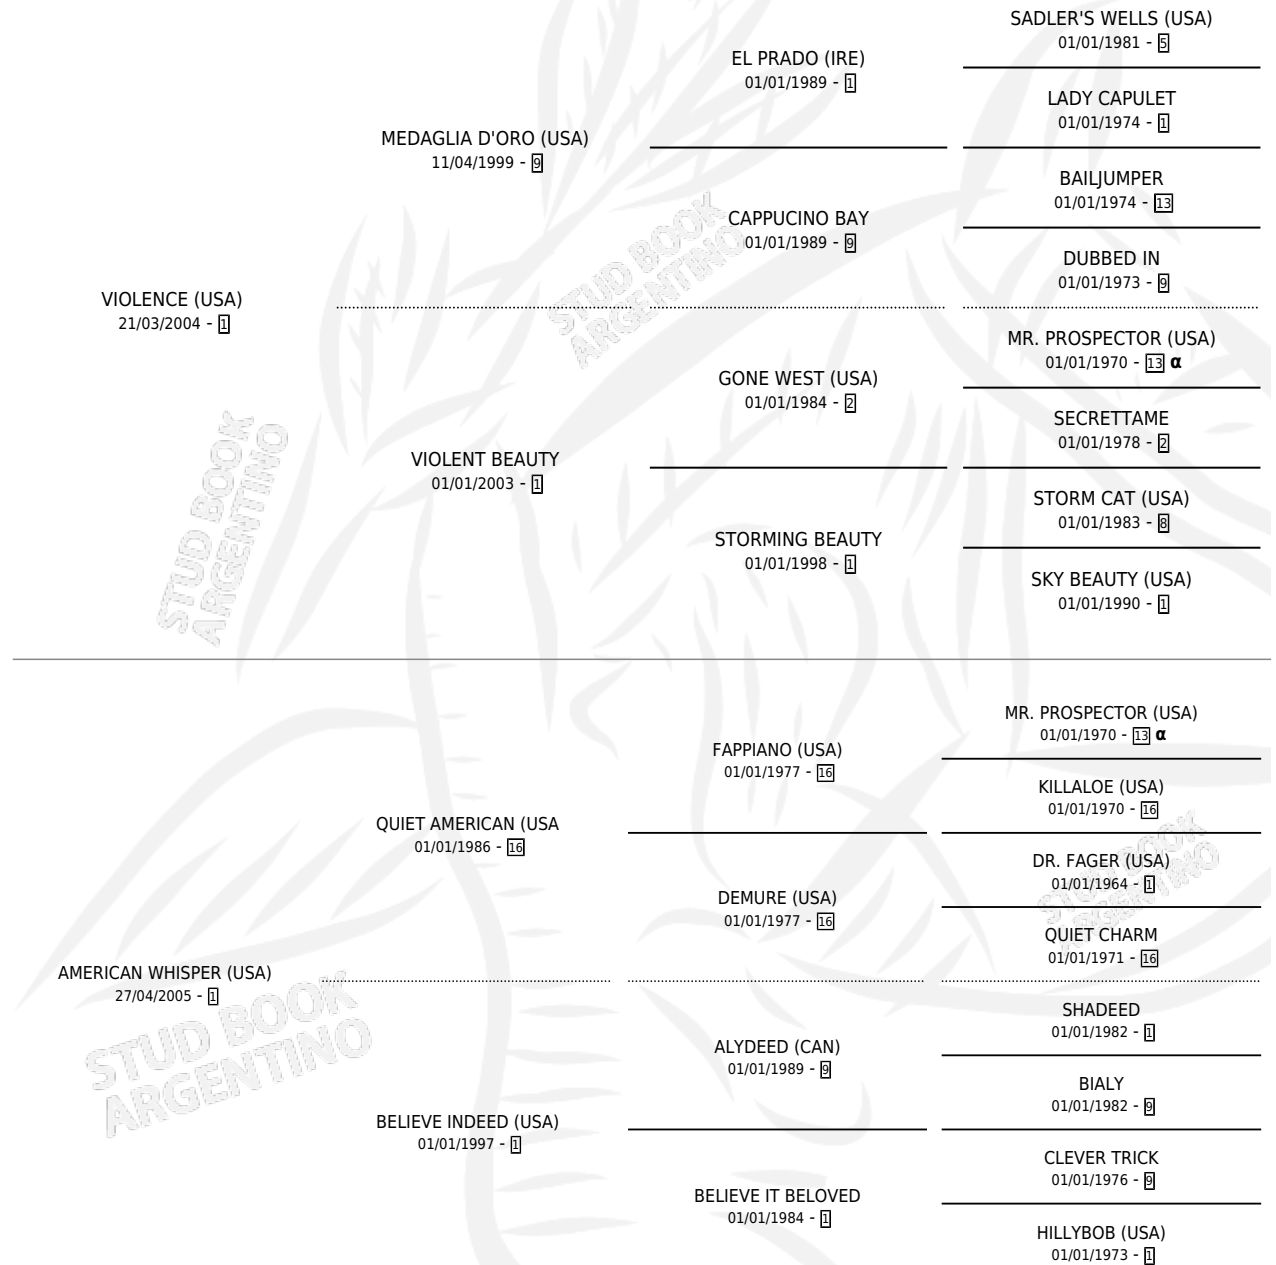 SADLER'S WELLS (USA)
01/01/1981 - 5
EL PRADO (IRE)
01/01/1989 - 1
LADY CAPULET
01/01/1974 - 1
MEDAGLIA D'ORO (USA)
11/04/1999 - 9
BAILJUMPER
01/01/1974 - 13
CAPPUCINO BAY
01/01/1989 - 9
DUBBED IN
01/01/1973 - 9
VIOLENCE (USA)
21/03/2004 - 1
MR. PROSPECTOR (USA)
01/01/1970 - 13 α
GONE WEST (USA)
01/01/1984 - 2
SECRETTAME
01/01/1978 - 2
VIOLENT BEAUTY
01/01/2003 - 1
STORM CAT (USA)
01/01/1983 - 8
STORMING BEAUTY
01/01/1998 - 1
SKY BEAUTY (USA)
01/01/1990 - 1
MR. PROSPECTOR (USA)
01/01/1970 - 13 α
FAPPIANO (USA)
01/01/1977 - 16
KILLALOE (USA)
01/01/1970 - 16
QUIET AMERICAN (USA
01/01/1986 - 16
DR. FAGER (USA)
01/01/1964 - 1
DEMURE (USA)
01/01/1977 - 16
QUIET CHARM
01/01/1971 - 16
AMERICAN WHISPER (USA)
27/04/2005 - 1
SHADEED
01/01/1982 - 1
ALYDEED (CAN)
01/01/1989 - 9
BIALY
01/01/1982 - 9
BELIEVE INDEED (USA)
01/01/1997 - 1
CLEVER TRICK
01/01/1976 - 9
BELIEVE IT BELOVED
01/01/1984 - 1
HILLYBOB (USA)
01/01/1973 - 1
STUD BOOK
ARGENTINO
STUD BOOK
ARGENTINO
STUD BOOK
ARGENTINO
STUD BOOK
ARGENTINO